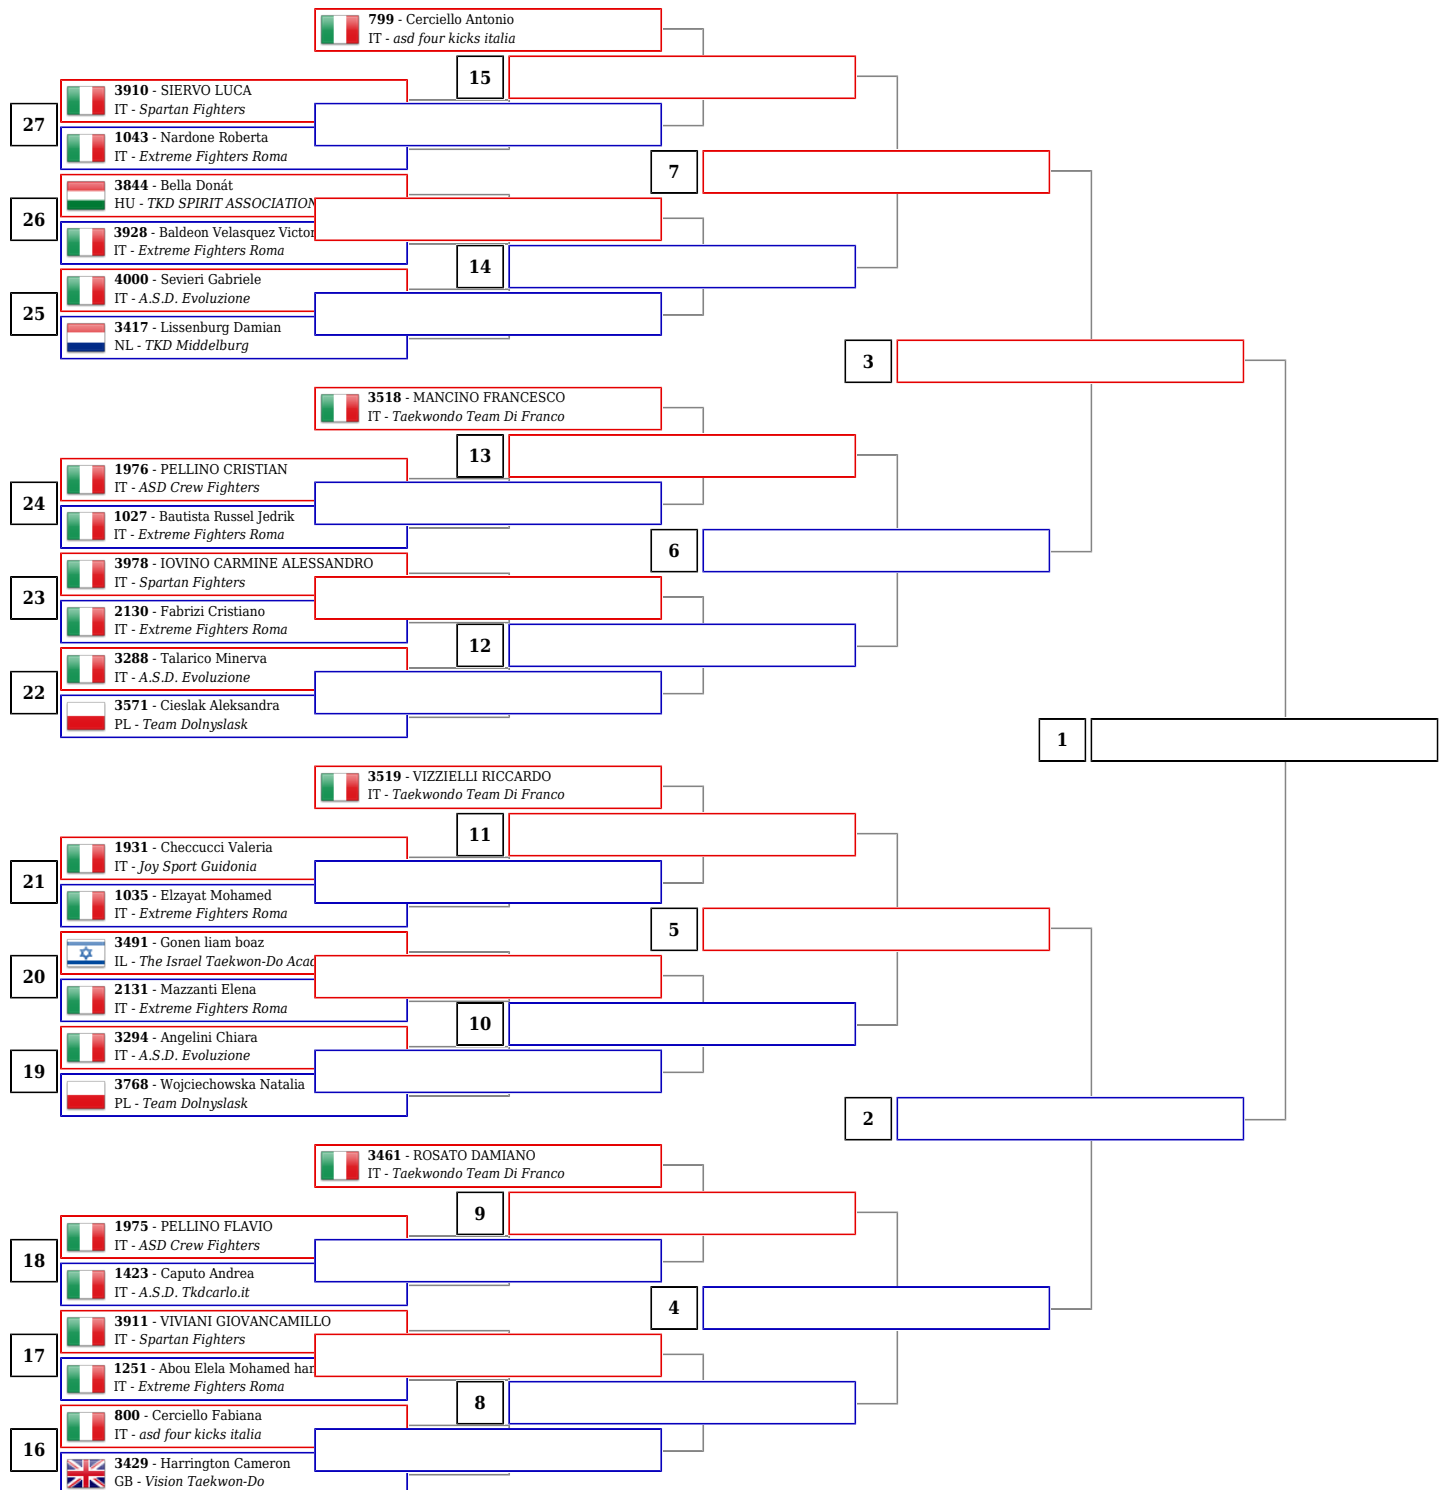 799 - Cerciello Antonio
IT - asd four kicks italia
15
3910 - SIERVO LUCA
IT - Spartan Fighters
27
1043 - Nardone Roberta
IT - Extreme Fighters Roma
7
3844 - Bella Donát
HU - TKD SPIRIT ASSOCIATION
26
3928 - Baldeon Velasquez Victor
IT - Extreme Fighters Roma
14
4000 - Sevieri Gabriele
IT - A.S.D. Evoluzione
25
3417 - Lissenburg Damian
NL - TKD Middelburg
3
3518 - MANCINO FRANCESCO
IT - Taekwondo Team Di Franco
13
1976 - PELLINO CRISTIAN
IT - ASD Crew Fighters
24
1027 - Bautista Russel Jedrik
IT - Extreme Fighters Roma
6
3978 - IOVINO CARMINE ALESSANDRO
IT - Spartan Fighters
23
2130 - Fabrizi Cristiano
IT - Extreme Fighters Roma
12
3288 - Talarico Minerva
IT - A.S.D. Evoluzione
22
3571 - Cieslak Aleksandra
PL - Team Dolnyslask
1
3519 - VIZZIELLI RICCARDO
IT - Taekwondo Team Di Franco
11
1931 - Checcucci Valeria
IT - Joy Sport Guidonia
21
1035 - Elzayat Mohamed
IT - Extreme Fighters Roma
5
3491 - Gonen liam boaz
IL - The Israel Taekwon-Do Acac
20
2131 - Mazzanti Elena
IT - Extreme Fighters Roma
10
3294 - Angelini Chiara
IT - A.S.D. Evoluzione
19
3768 - Wojciechowska Natalia
PL - Team Dolnyslask
2
3461 - ROSATO DAMIANO
IT - Taekwondo Team Di Franco
9
1975 - PELLINO FLAVIO
IT - ASD Crew Fighters
18
1423 - Caputo Andrea
IT - A.S.D. Tkdcarlo.it
4
3911 - VIVIANI GIOVANCAMILLO
IT - Spartan Fighters
17
1251 - Abou Elela Mohamed har
IT - Extreme Fighters Roma
8
800 - Cerciello Fabiana
IT - asd four kicks italia
16
3429 - Harrington Cameron
GB - Vision Taekwon-Do